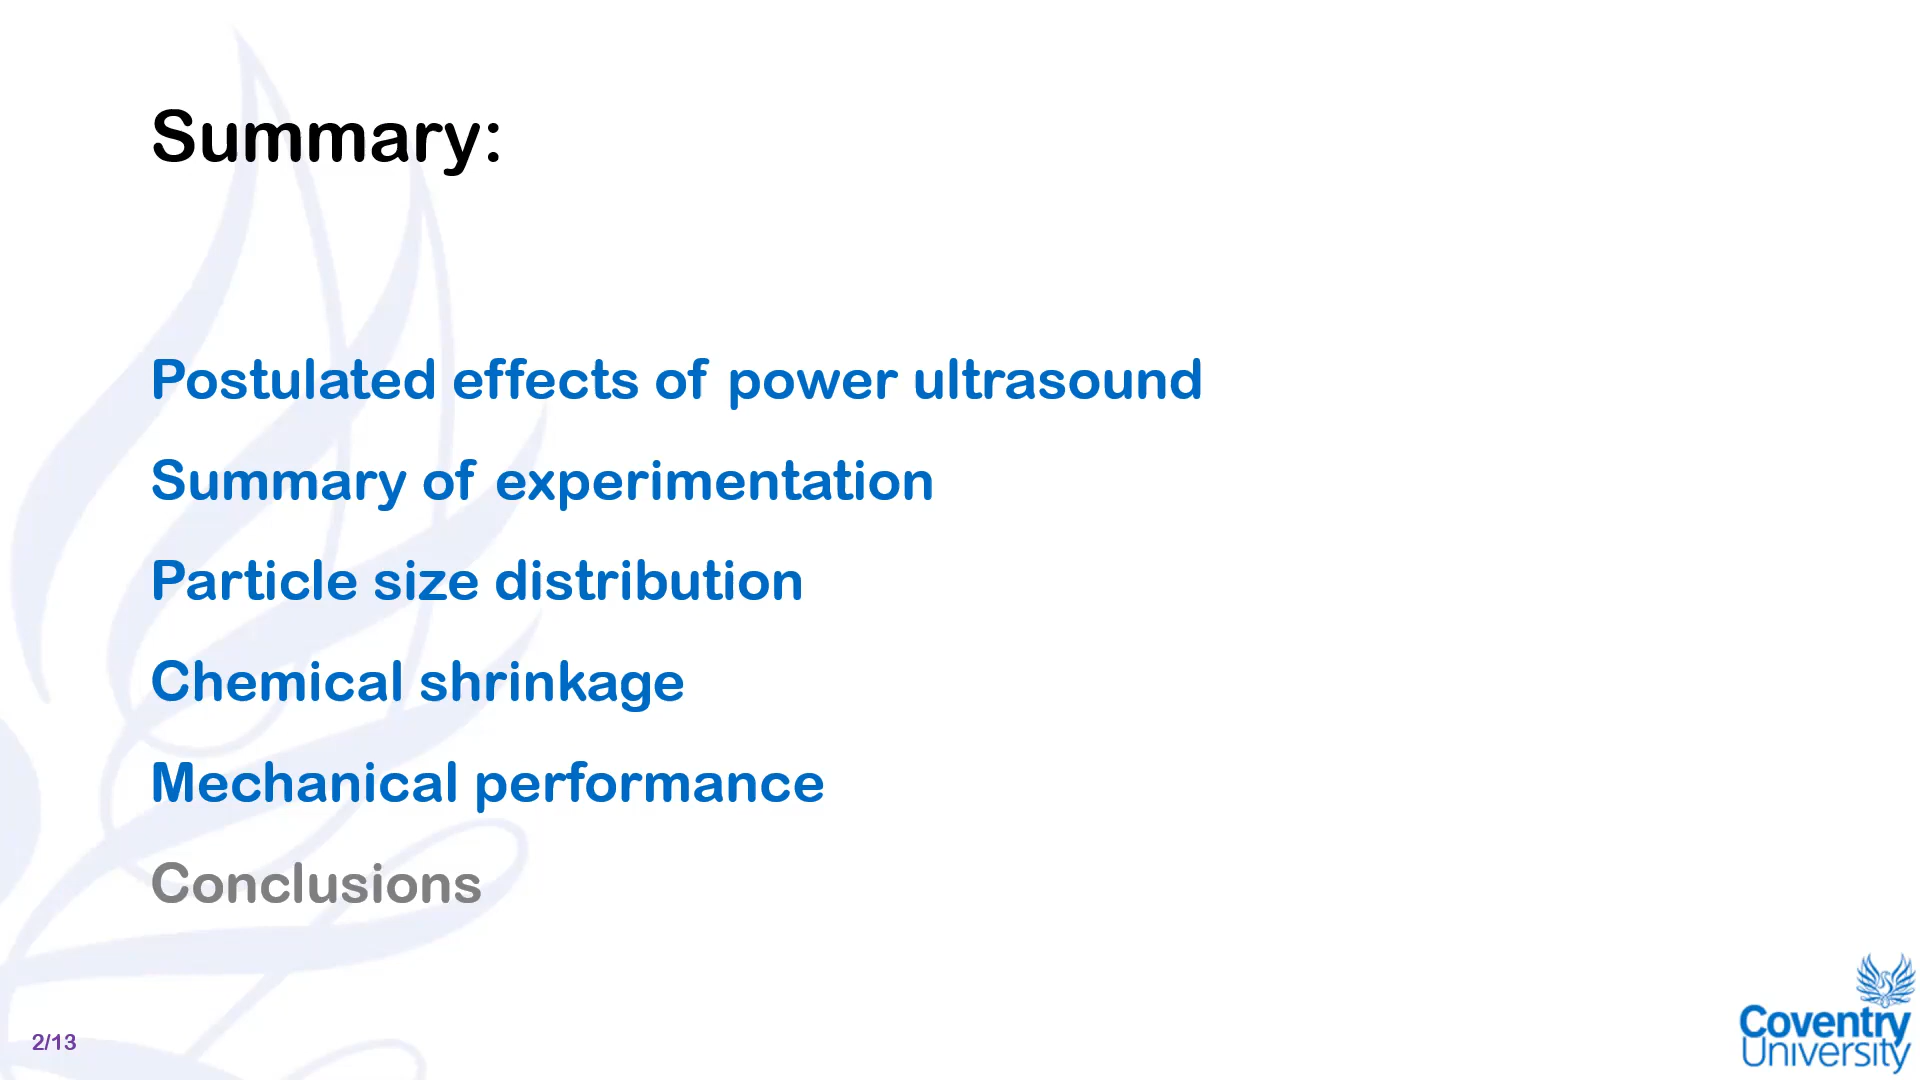 Summary:
Postulated effects of power ultrasound
Summary of experimentation
Particle size distribution
Chemical shrinkage
Mechanical performance
Conclusions
2/13
Coventry
University